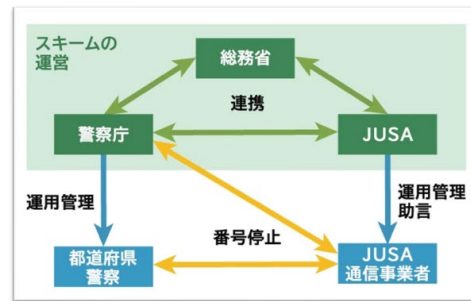 スキームの
運営
総務省
連携
警察庁
JUSA
運用管理
運用管理
助言
番号停止
都道府県
警察
JUSA
通信事業者